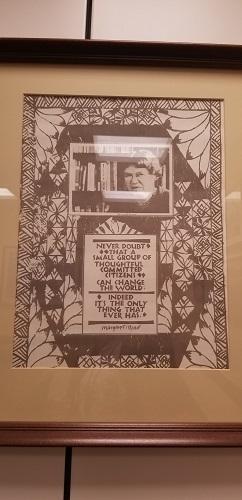 NEVER DOUBT
THAT A
SMALL GROUP OF
THOUGHTFUL
COMMITTED
CITIZENS
CAN CHANGE
THE WORLD:
INDEED
IT'S THE ONLY
THING THAT
EVER HAS.
Margaret Mead